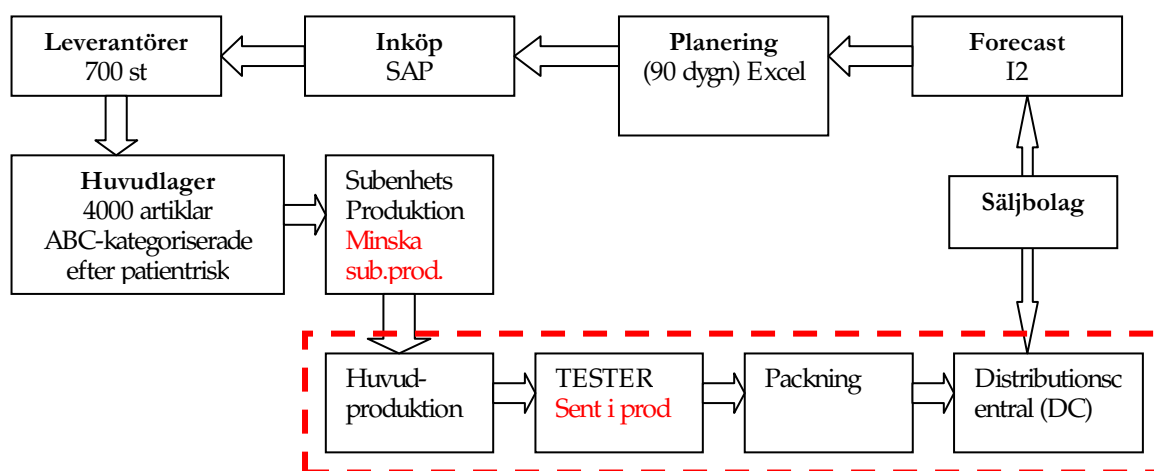 Leverantörer
700 st
Inköp
SAP
Planering
(90 dygn) Excel
Forecast
I2
Huvudlager
4000 artiklar
ABC-kategoriserade
efter patientrisk
Subenhets
Produktion
Minska
sub.prod.
Säljbolag
Huvud-
produktion
TESTER
Sent i prod
Packning
Distributionsc
entral (DC)